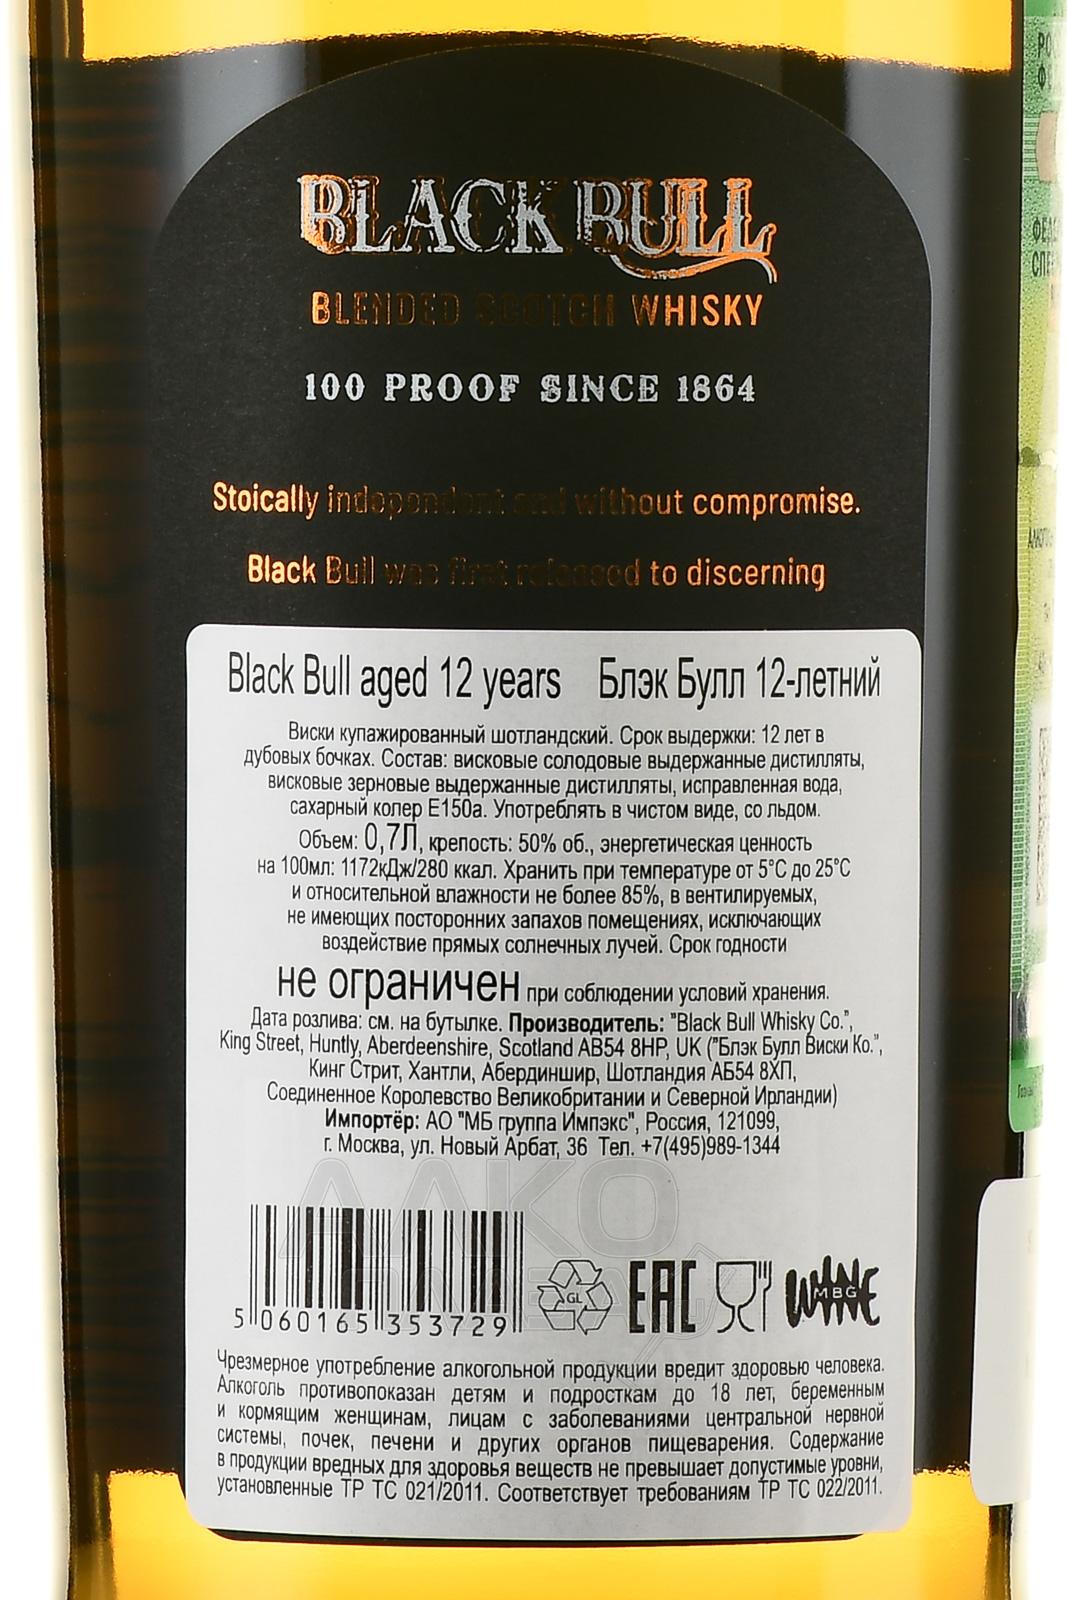 BLACK BULL
BLENDED SCOTCH WHISKY
100 PROOF SINCE 1864
Stoically independent and without compromise.
Black Bull was first released to discerning
Black Bull aged 12 years Блэк Булл 12-летний
Виски купажированный шотландский. Срок выдержки: 12 лет в
дубовых бочках. Состав: висковые солодовые выдержанные дистилляты,
висковые зерновые выдержанные дистилляты, исправленная вода,
сахарный колер Е150а. Употреблять в чистом виде, со льдом.
Объем: 0,7Л, крепость: 50% об., энергетическая ценность
на 100мл: 1172кДж/280 ккал. Хранить при температуре от 5°С до 25°С
и относительной влажности не более 85%, в вентилируемых,
не имеющих посторонних запахов помещениях, исключающих
воздействие прямых солнечных лучей. Срок годности
не ограничен при соблюдении условий хранения.
Дата розлива: см. на бутылке. Производитель: "Black Bull Whisky Co.",
King Street, Huntly, Aberdeenshire, Scotland AB54 8HP, UK ("Блэк Булл Виски Ко.",
Кинг Стрит, Хантли, Абердиншир, Шотландия АБ54 8ХП,
Соединенное Королевство Великобритании и Северной Ирландии)
Импортёр: АО "МБ группа Импэкс", Россия, 121099,
г. Москва, ул. Новый Арбат, 36 Тел. +7(495)989-1344
5 060165 353729
GL
EAC
WINE
MBG
АЛКО
Чрезмерное употребление алкогольной продукции вредит здоровью человека.
Алкоголь противопоказан детям и подросткам до 18 лет, беременным
и кормящим женщинам, лицам с заболеваниями центральной нервной
системы, почек, печени и других органов пищеварения. Содержание
в продукции вредных для здоровья веществ не превышает допустимые уровни,
установленные ТР ТС 021/2011. Соответствует требованиям ТР ТС 022/2011.